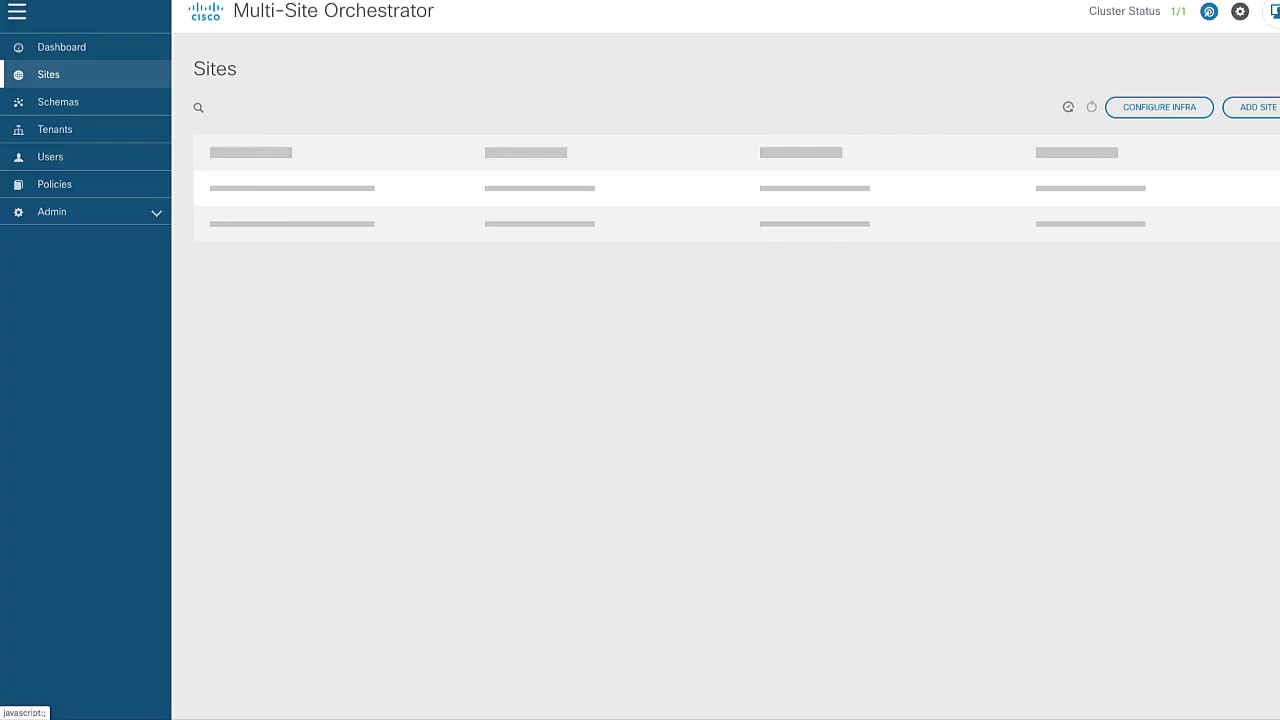 Multi-Site Orchestrator
CISCO
Cluster Status 1/1
Dashboard
Sites
Schemas
Tenants
Users
Policies
Admin
Sites
CONFIGURE INFRA
ADD SITE
javascript:;